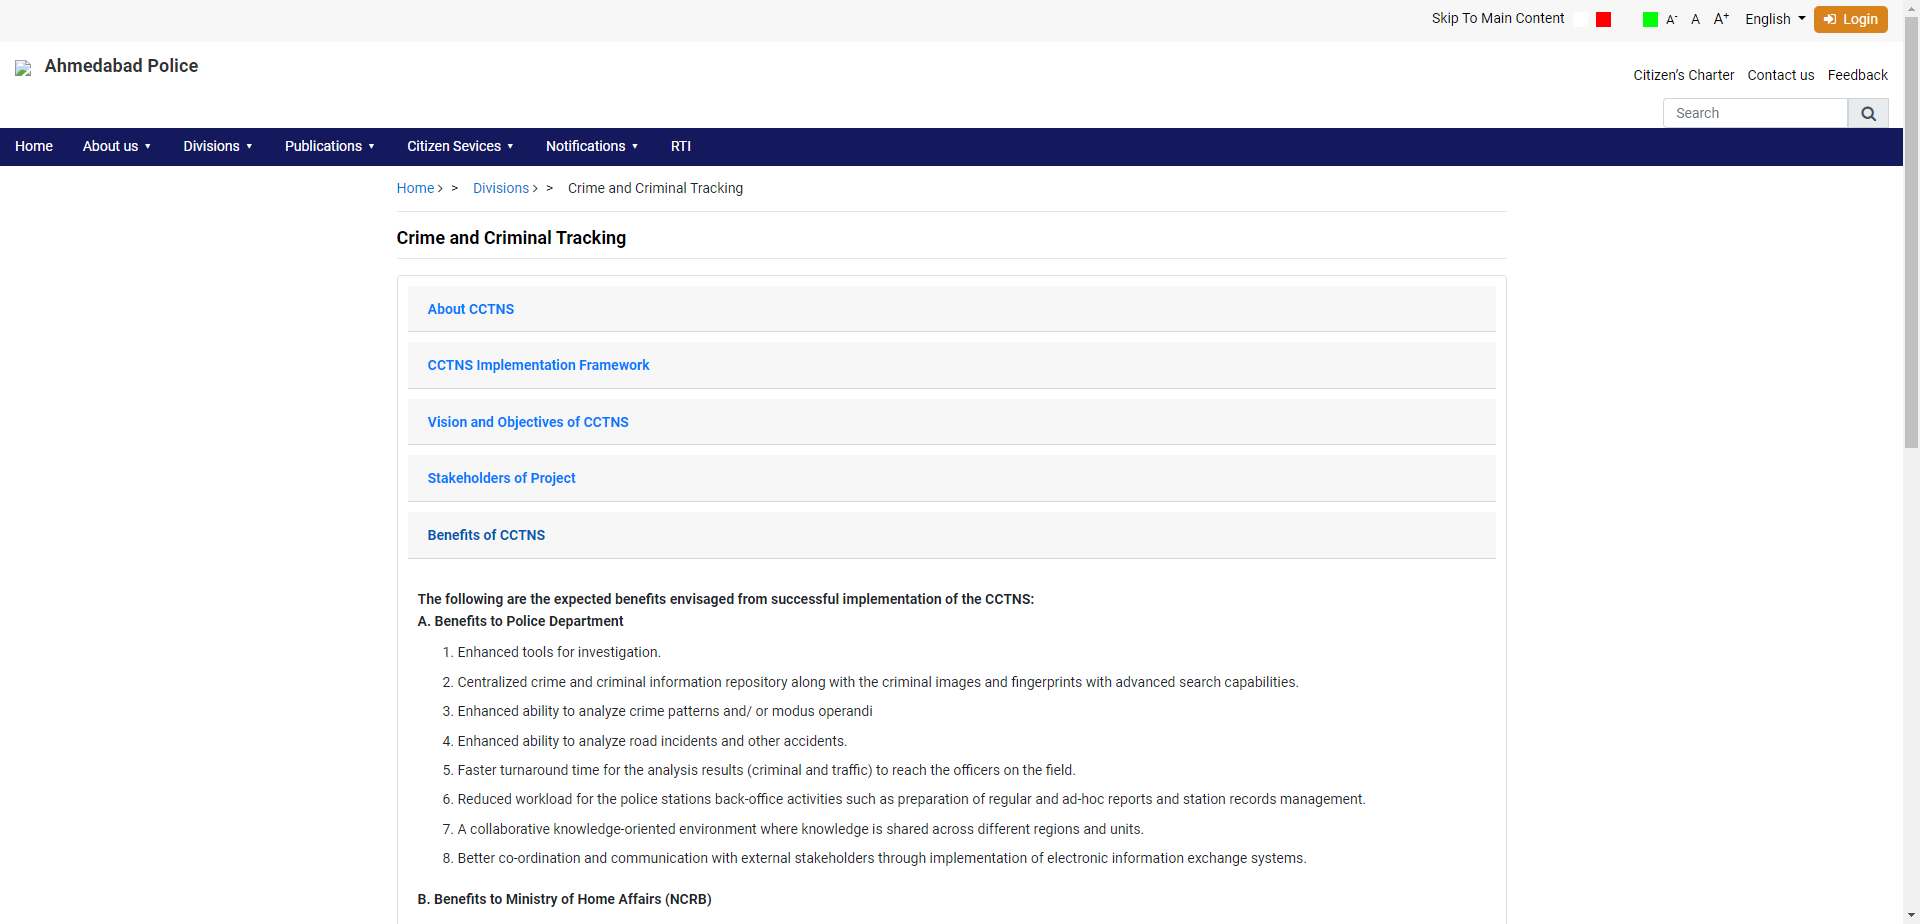 Skip To Main Content A- A A+ English Login
Ahmedabad Police
Citizen's Charter Contact us Feedback
Search
Home About us Divisions Publications Citizen Sevices Notifications RTI
Home > Divisions > Crime and Criminal Tracking
Crime and Criminal Tracking
About CCTNS
CCTNS Implementation Framework
Vision and Objectives of CCTNS
Stakeholders of Project
Benefits of CCTNS
The following are the expected benefits envisaged from successful implementation of the CCTNS:
A. Benefits to Police Department
1. Enhanced tools for investigation.
2. Centralized crime and criminal information repository along with the criminal images and fingerprints with advanced search capabilities.
3. Enhanced ability to analyze crime patterns and/ or modus operandi
4. Enhanced ability to analyze road incidents and other accidents.
5. Faster turnaround time for the analysis results (criminal and traffic) to reach the officers on the field.
6. Reduced workload for the police stations back-office activities such as preparation of regular and ad-hoc reports and station records management.
7. A collaborative knowledge-oriented environment where knowledge is shared across different regions and units.
8. Better co-ordination and communication with external stakeholders through implementation of electronic information exchange systems.
B. Benefits to Ministry of Home Affairs (NCRB)